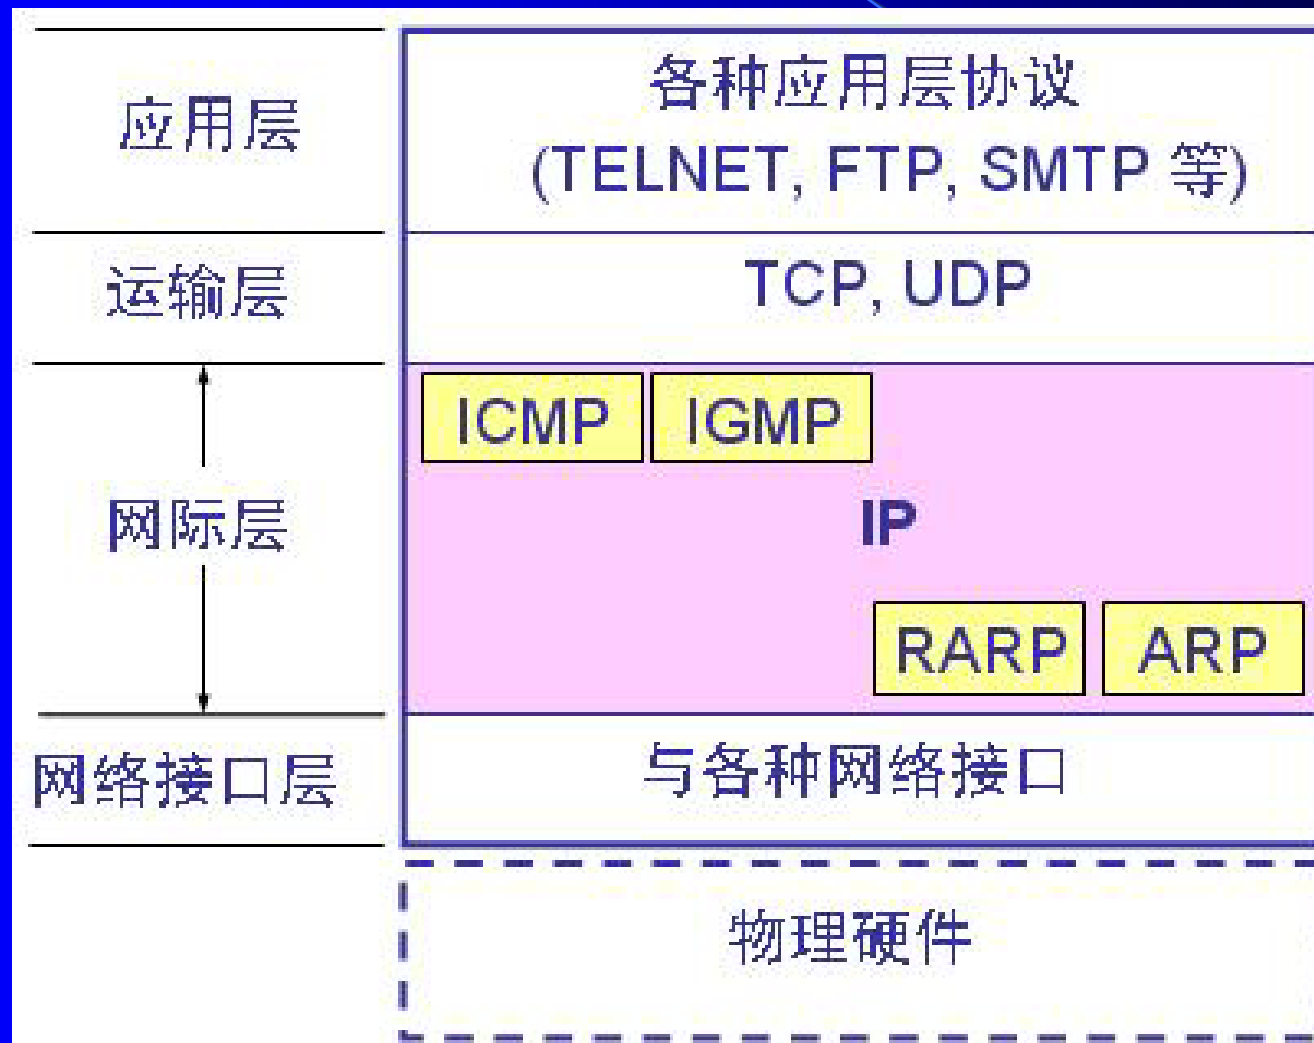 应用层
各种应用层协议
(TELNET, FTP, SMTP 等)
运输层
TCP, UDP
ICMP
IGMP
网际层
IP
RARP
ARP
网络接口层
与各种网络接口
物理硬件